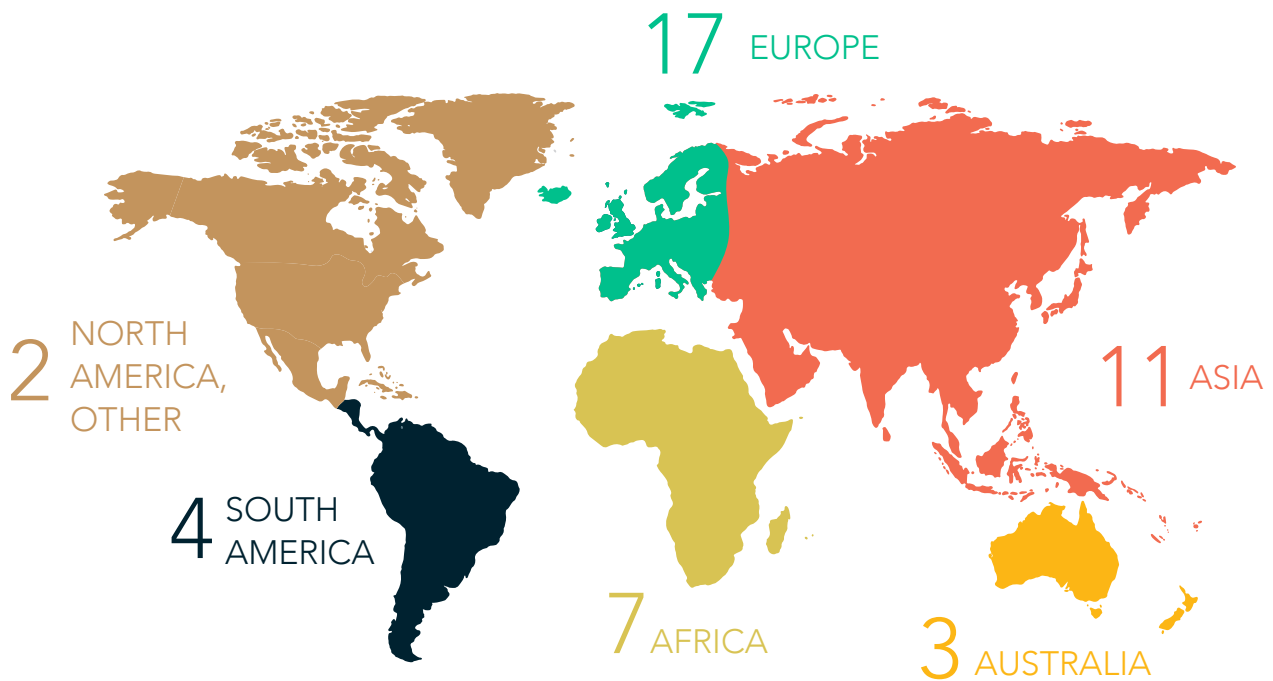 17 EUROPE
2 NORTH
AMERICA,
OTHER
11 ASIA
4 SOUTH
AMERICA
7 AFRICA
3 AUSTRALIA